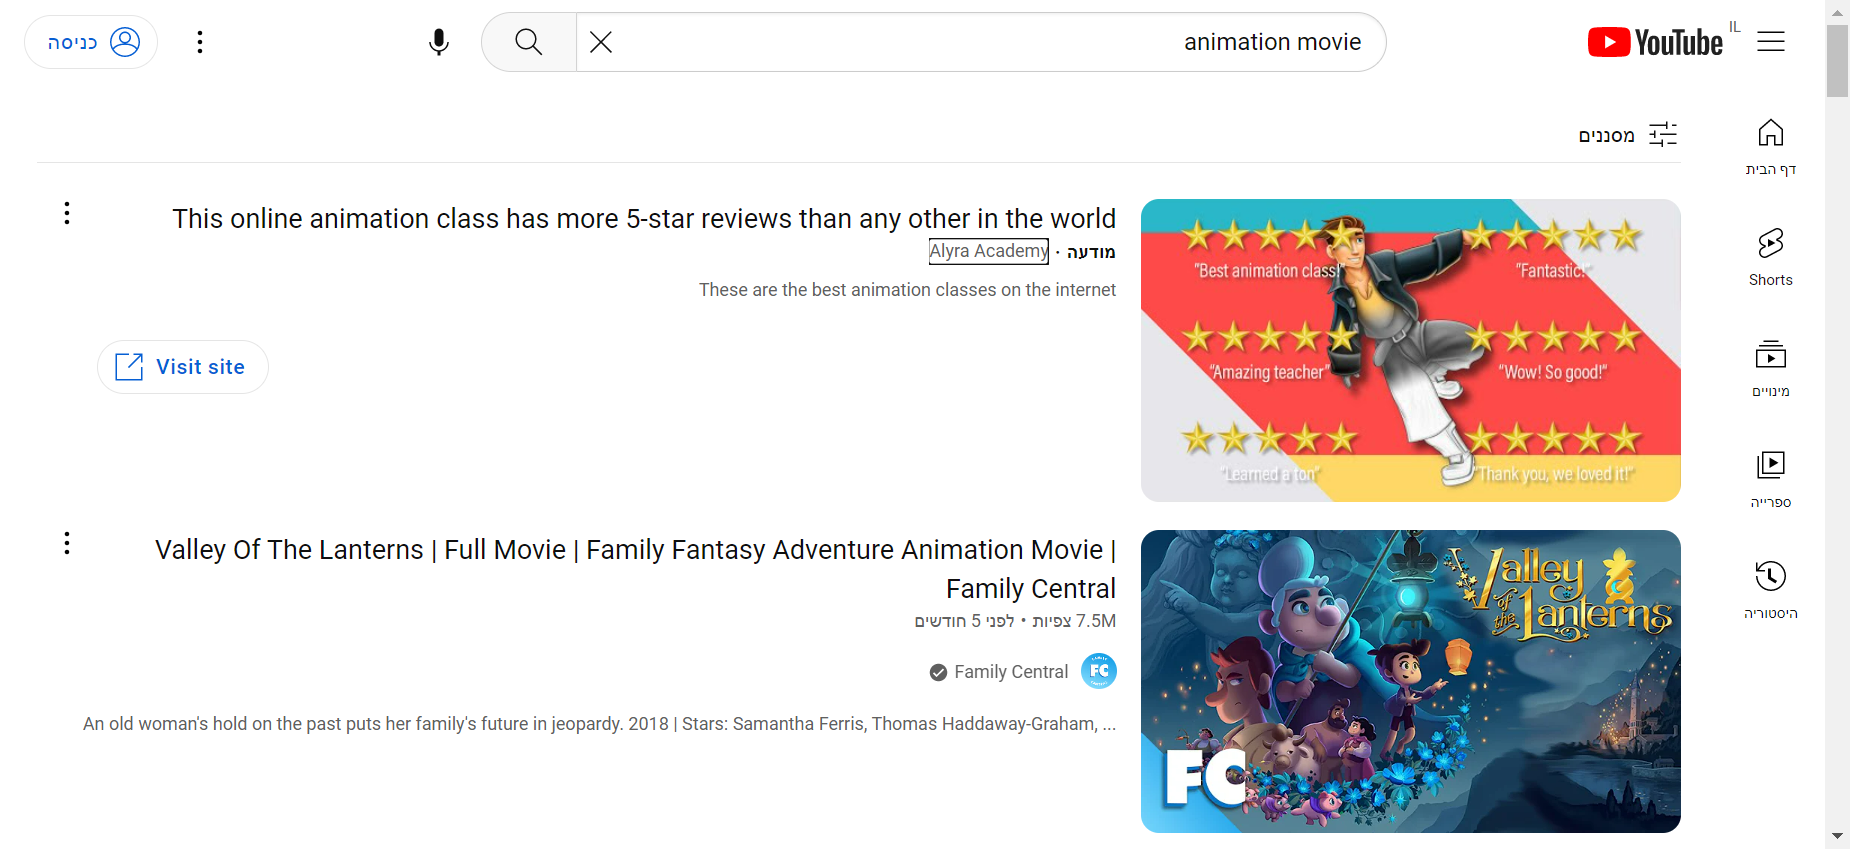 YouTube IL
animation movie
כניסה
מסננים
דף הבית
Shorts
מינויים
ספרייה
היסטוריה
This online animation class has more 5-star reviews than any other in the world
מודעה · Alyra Academy
These are the best animation classes on the internet
Visit site
"Best animation class!"
"Fantastic!"
"Amazing teacher"
"Wow! So good!"
"Learned a ton"
"Thank you, we loved it!"
Valley Of The Lanterns | Full Movie | Family Fantasy Adventure Animation Movie |
Family Central
7.5M צפיות • לפני 5 חודשים
FC Family Central
An old woman's hold on the past puts her family's future in jeopardy. 2018 | Stars: Samantha Ferris, Thomas Haddaway-Graham, ...
Valley
of the Lanterns
FC